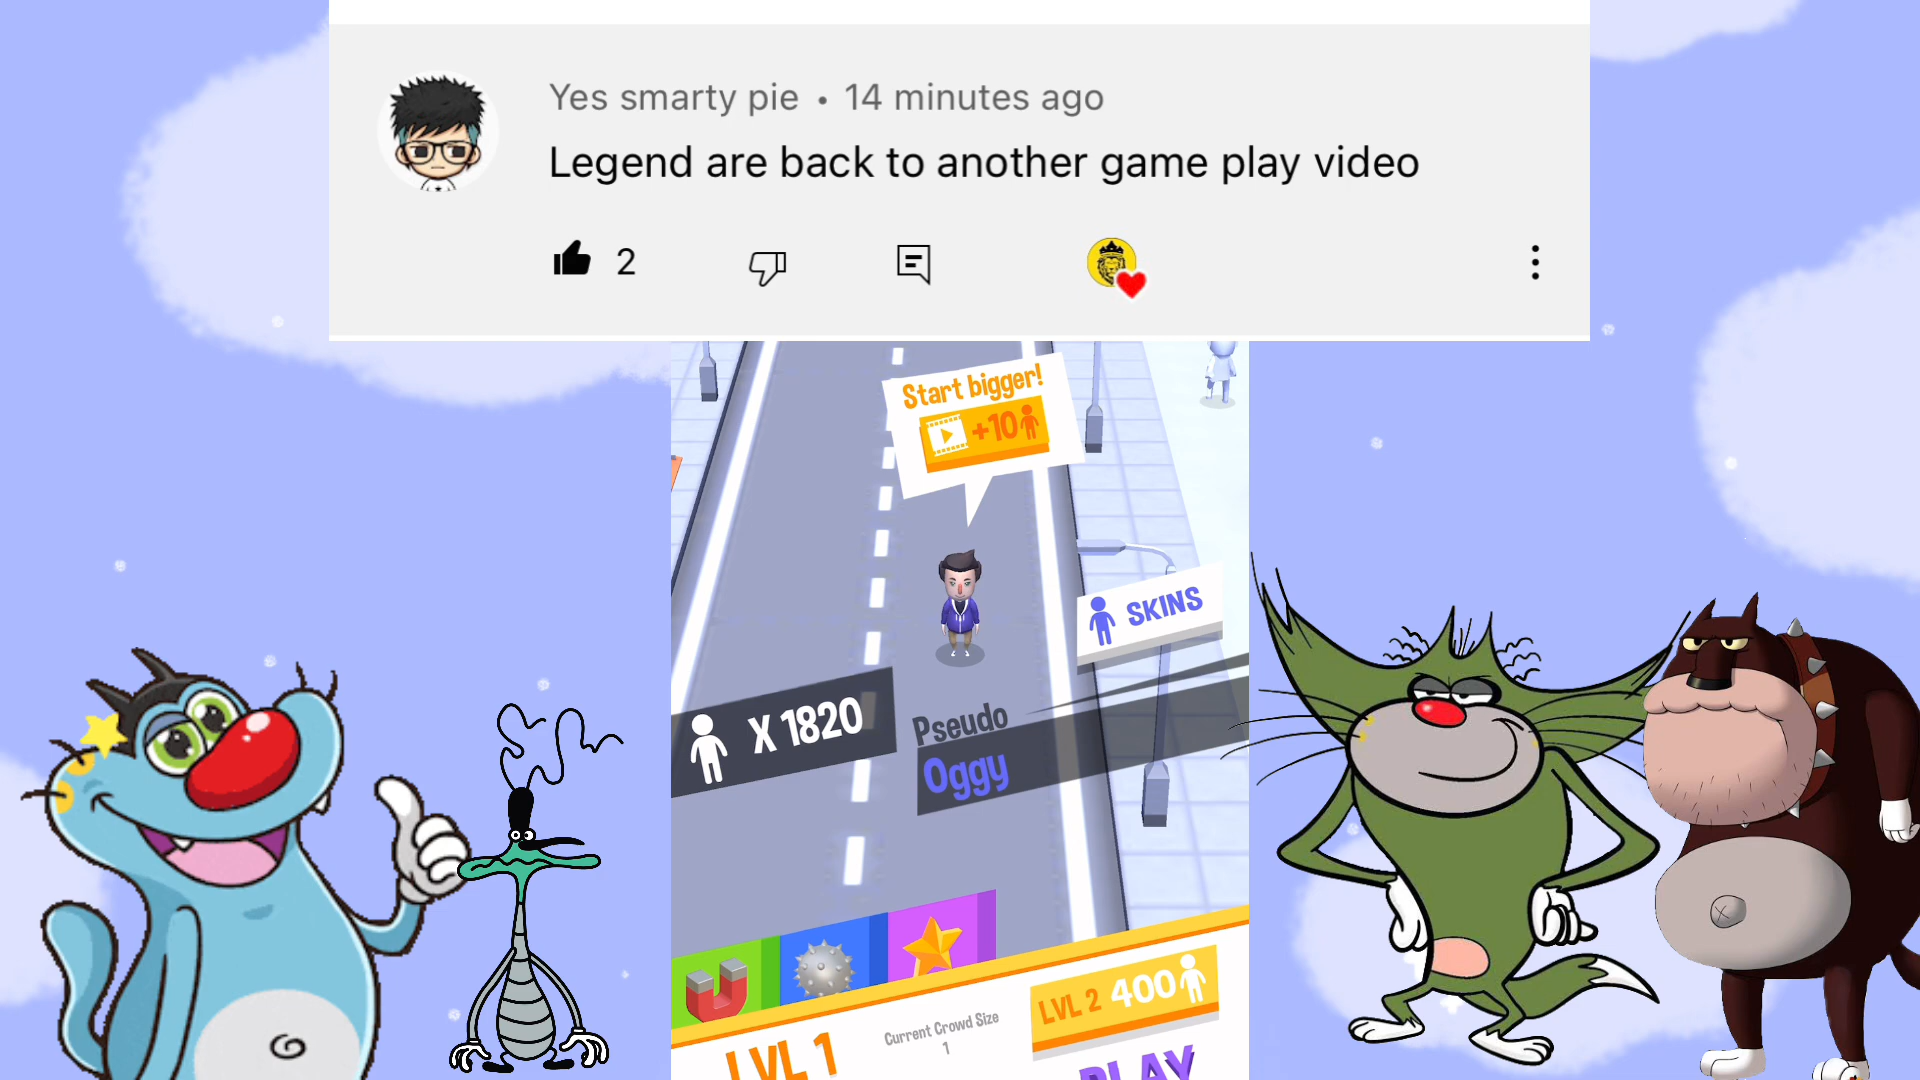 Yes smarty pie • 14 minutes ago
Legend are back to another game play video
2
Start bigger!
+10
SKINS
X 1820
Pseudo
Oggy
LVL 2 400
Current Crowd Size
1
LVL 1
PLAY